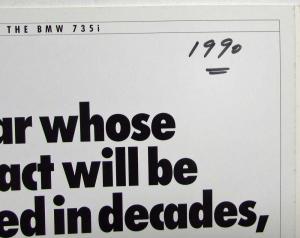 THE BMW 735i
1990
ar whose
act will be
ed in decades,